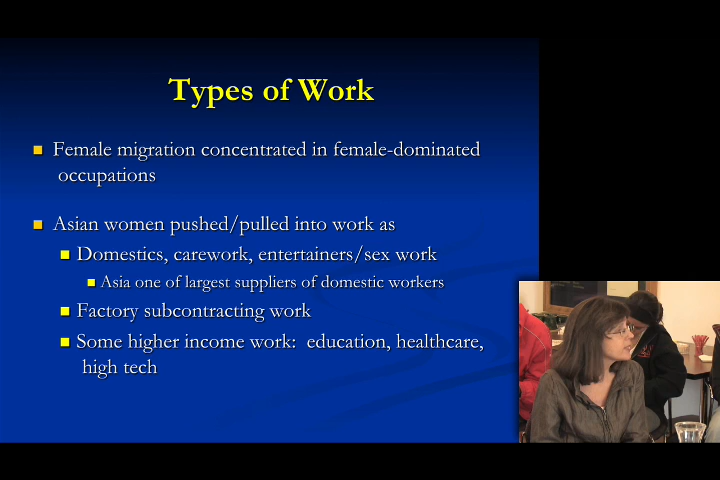 Types of Work
Female migration concentrated in female-dominated
occupations
Asian women pushed/pulled into work as
Domestics, carework, entertainers/sex work
Asia one of largest suppliers of domestic workers
Factory subcontracting work
Some higher income work: education, healthcare,
high tech